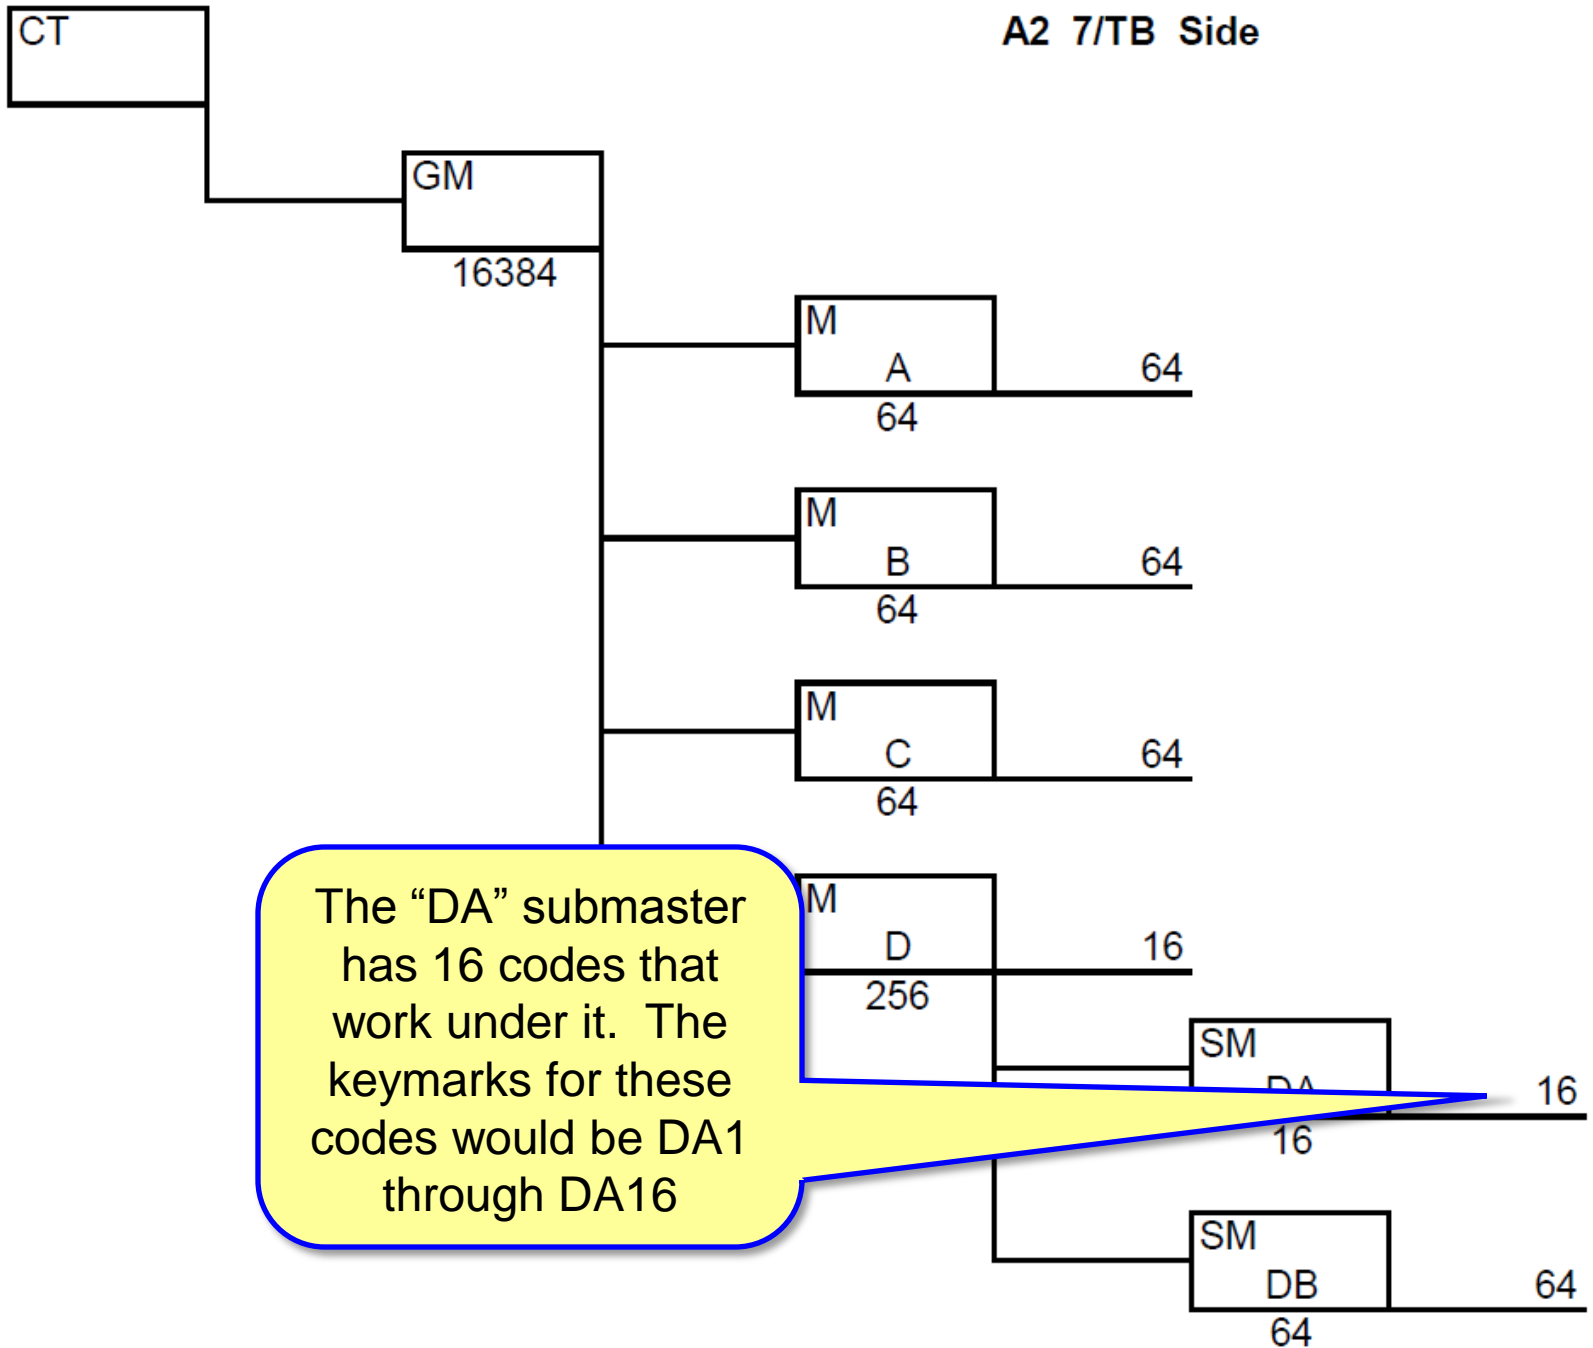 CT
A2 7/TB Side
GM
16384
M
A 64
64
M
B 64
64
M
C 64
64
The “DA” submaster
has 16 codes that
work under it. The
keymarks for these
codes would be DA1
through DA16
M
D 16
256
SM
DA 16
16
SM
DB 64
64